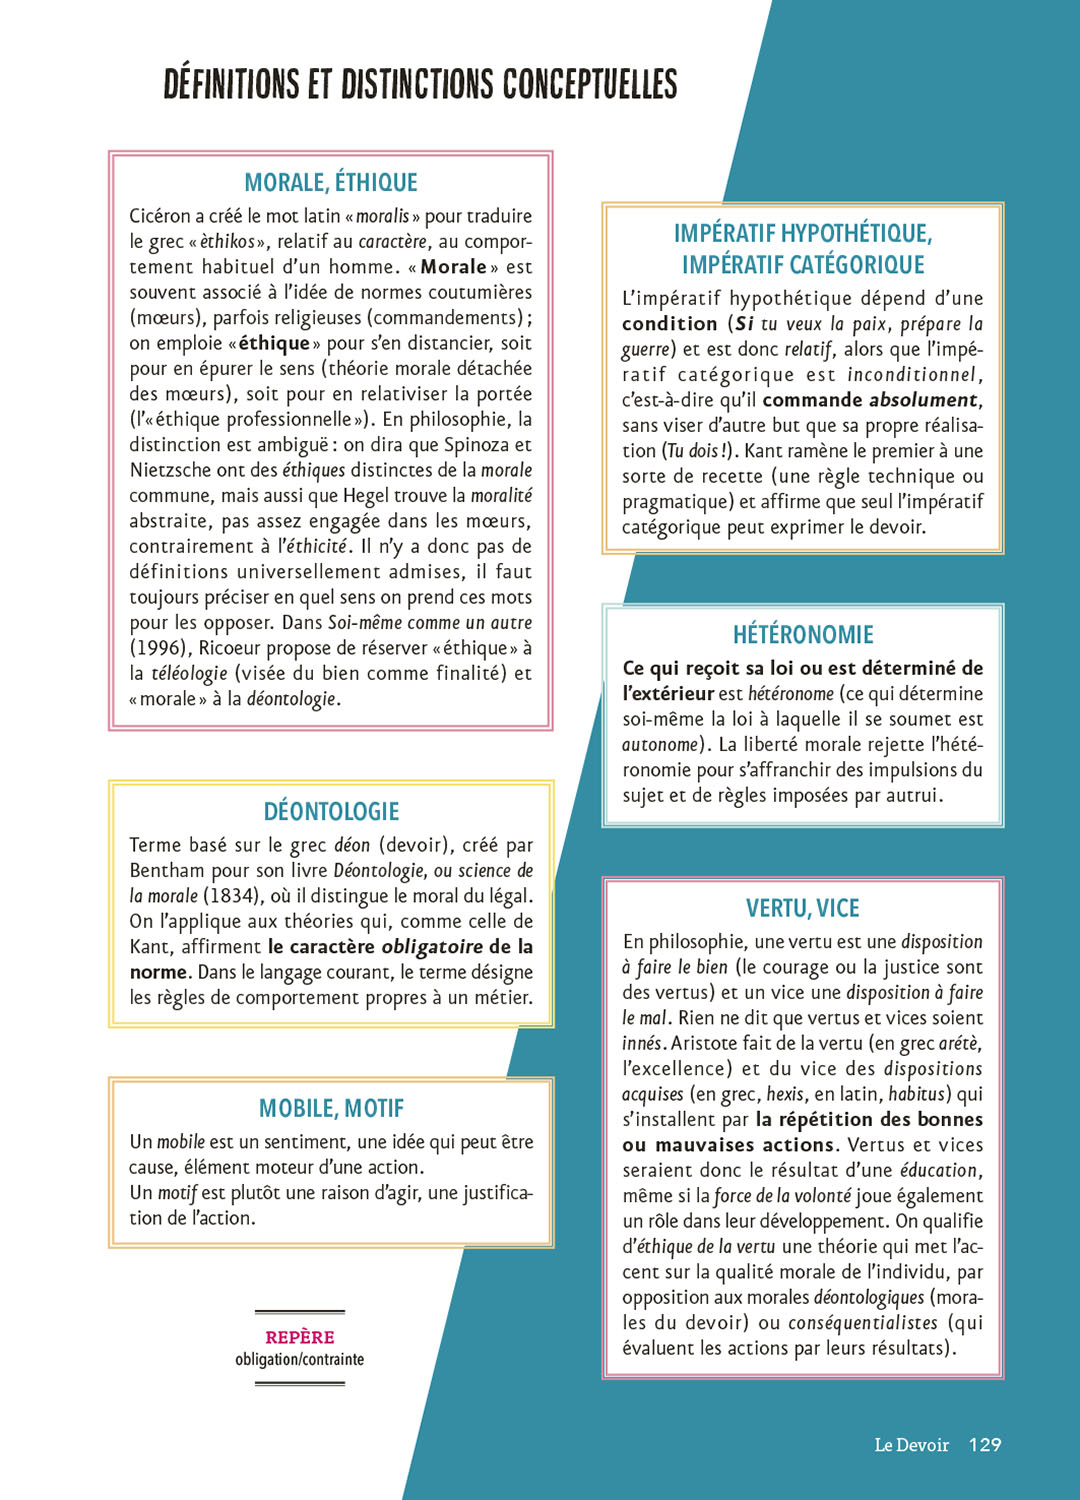 DÉFINITIONS ET DISTINCTIONS CONCEPTUELLES
MORALE, ÉTHIQUE
Cicéron a créé le mot latin « moralis » pour traduire
le grec « èthikos », relatif au caractère, au compor-
tement habituel d'un homme. « Morale » est
souvent associé à l'idée de normes coutumières
(mœurs), parfois religieuses (commandements) ;
on emploie « éthique » pour s'en distancier, soit
pour en épurer le sens (théorie morale détachée
des mœurs), soit pour en relativiser la portée
(l'« éthique professionnelle »). En philosophie, la
distinction est ambiguë : on dira que Spinoza et
Nietzsche ont des éthiques distinctes de la morale
commune, mais aussi que Hegel trouve la moralité
abstraite, pas assez engagée dans les mœurs,
contrairement à l'éthicité. Il n'y a donc pas de
définitions universellement admises, il faut
toujours préciser en quel sens on prend ces mots
pour les opposer. Dans Soi-même comme un autre
(1996), Ricoeur propose de réserver « éthique » à
la téléologie (visée du bien comme finalité) et
« morale » à la déontologie.
DÉONTOLOGIE
Terme basé sur le grec déon (devoir), créé par
Bentham pour son livre Déontologie, ou science de
la morale (1834), où il distingue le moral du légal.
On l'applique aux théories qui, comme celle de
Kant, affirment le caractère obligatoire de la
norme. Dans le langage courant, le terme désigne
les règles de comportement propres à un métier.
MOBILE, MOTIF
Un mobile est un sentiment, une idée qui peut être
cause, élément moteur d'une action.
Un motif est plutôt une raison d'agir, une justifica-
tion de l'action.
REPÈRE
obligation/contrainte
IMPÉRATIF HYPOTHÉTIQUE,
IMPÉRATIF CATÉGORIQUE
L'impératif hypothétique dépend d'une
condition (Si tu veux la paix, prépare la
guerre) et est donc relatif, alors que l'impé-
ratif catégorique est inconditionnel,
c'est-à-dire qu'il commande absolument,
sans viser d'autre but que sa propre réalisa-
tion (Tu dois !). Kant ramène le premier à une
sorte de recette (une règle technique ou
pragmatique) et affirme que seul l'impératif
catégorique peut exprimer le devoir.
HÉTÉRONOMIE
Ce qui reçoit sa loi ou est déterminé de
l'extérieur est hétéronome (ce qui détermine
soi-même la loi à laquelle il se soumet est
autonome). La liberté morale rejette l'hété-
ronomie pour s'affranchir des impulsions du
sujet et de règles imposées par autrui.
VERTU, VICE
En philosophie, une vertu est une disposition
à faire le bien (le courage ou la justice sont
des vertus) et un vice une disposition à faire
le mal. Rien ne dit que vertus et vices soient
innés. Aristote fait de la vertu (en grec arétè,
l'excellence) et du vice des dispositions
acquises (en grec, hexis, en latin, habitus) qui
s'installent par la répétition des bonnes
ou mauvaises actions. Vertus et vices
seraient donc le résultat d'une éducation,
même si la force de la volonté joue également
un rôle dans leur développement. On qualifie
d'éthique de la vertu une théorie qui met l'ac-
cent sur la qualité morale de l'individu, par
opposition aux morales déontologiques (mora-
les du devoir) ou conséquentialistes (qui
évaluent les actions par leurs résultats).
Le Devoir 129